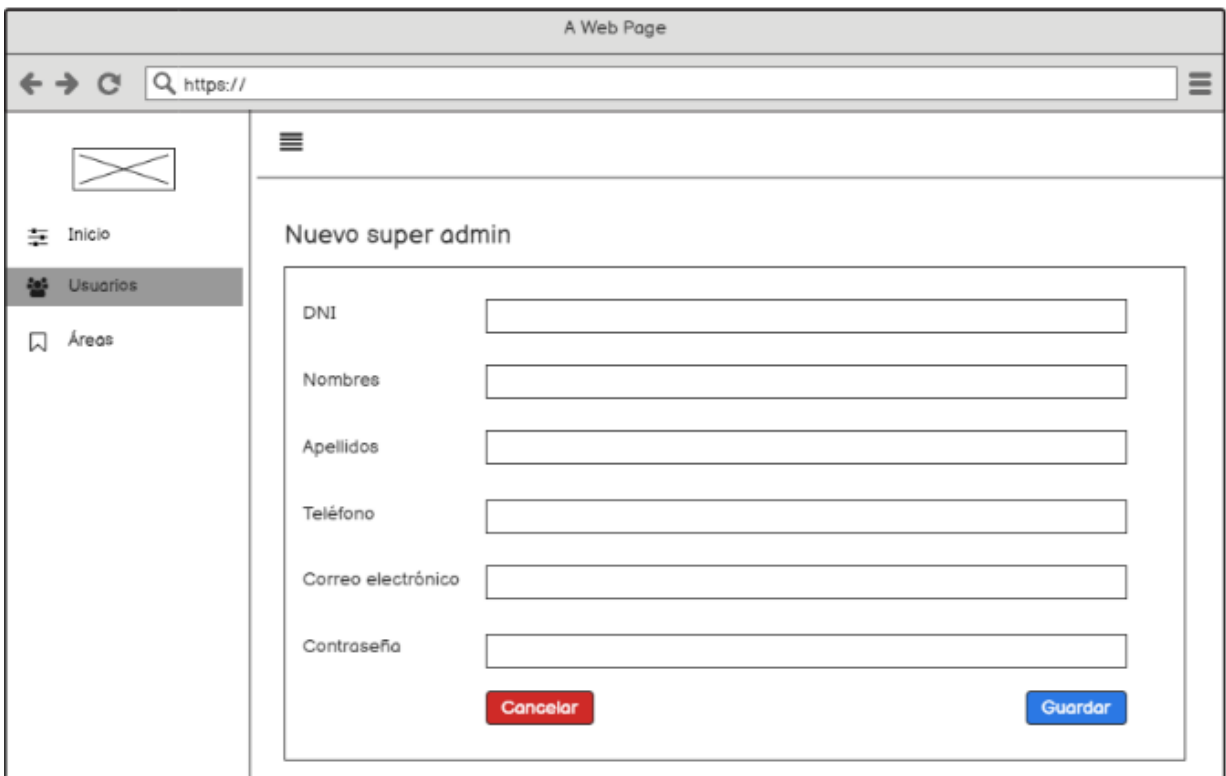 A Web Page
https://
Inicio
Usuarios
Áreas
Nuevo super admin
DNI
Nombres
Apellidos
Teléfono
Correo electrónico
Contraseña
Cancelar
Guardar